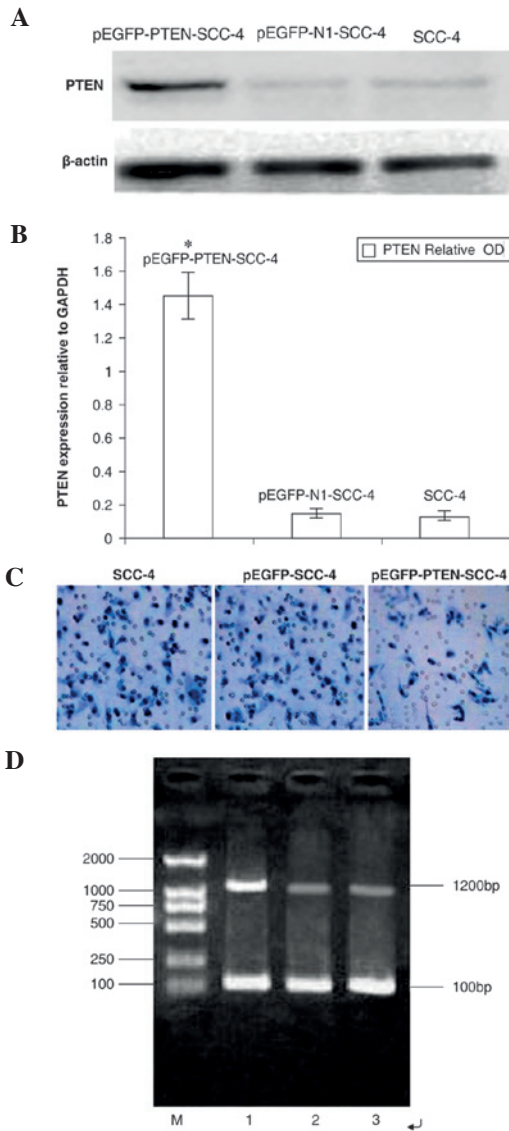 A
pEGFP-PTEN-SCC-4 pEGFP-N1-SCC-4 SCC-4
PTEN
β-actin
B
PTEN expression relative to GAPDH
1.8
1.6
1.4
1.2
1
0.8
0.6
0.4
0.2
0
*
pEGFP-PTEN-SCC-4
PTEN Relative OD
pEGFP-N1-SCC-4
SCC-4
C
SCC-4 pEGFP-SCC-4 pEGFP-PTEN-SCC-4
D
2000
1000
750
500
250
100
1200bp
100bp
M 1 2 3 ↵